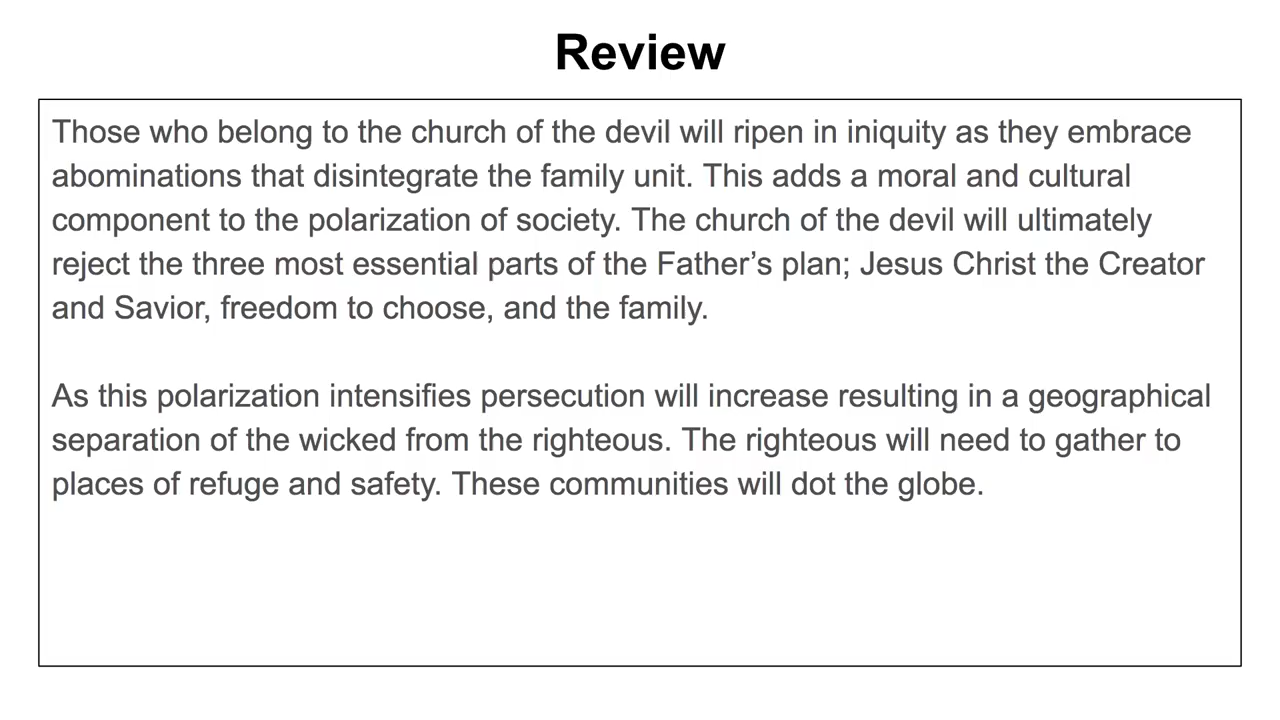 Review
Those who belong to the church of the devil will ripen in iniquity as they embrace
abominations that disintegrate the family unit. This adds a moral and cultural
component to the polarization of society. The church of the devil will ultimately
reject the three most essential parts of the Father’s plan; Jesus Christ the Creator
and Savior, freedom to choose, and the family.
As this polarization intensifies persecution will increase resulting in a geographical
separation of the wicked from the righteous. The righteous will need to gather to
places of refuge and safety. These communities will dot the globe.